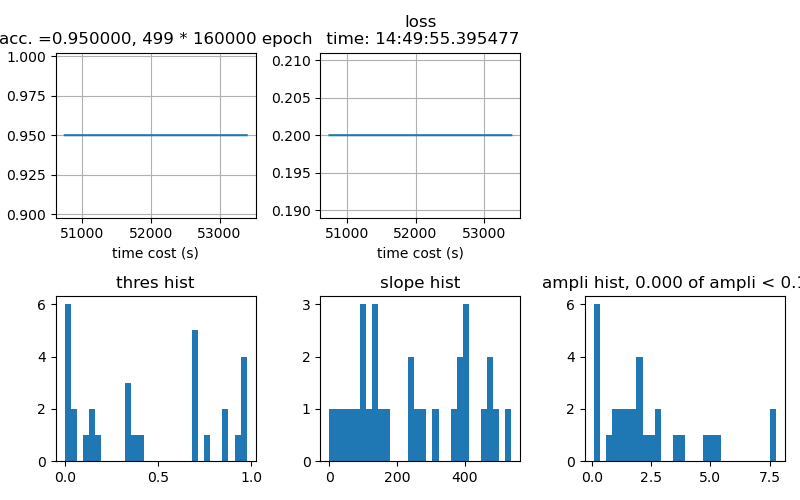 acc. =0.950000, 499 * 160000 epoch
loss
time: 14:49:55.395477
1.000
0.975
0.950
0.925
0.900
51000 52000 53000
time cost (s)
0.210
0.205
0.200
0.195
0.190
51000 52000 53000
time cost (s)
thres hist
6
4
2
0
0.0 0.5 1.0
slope hist
3
2
1
0
0 200 400
ampli hist, 0.000 of ampli < 0.1
6
4
2
0
0.0 2.5 5.0 7.5